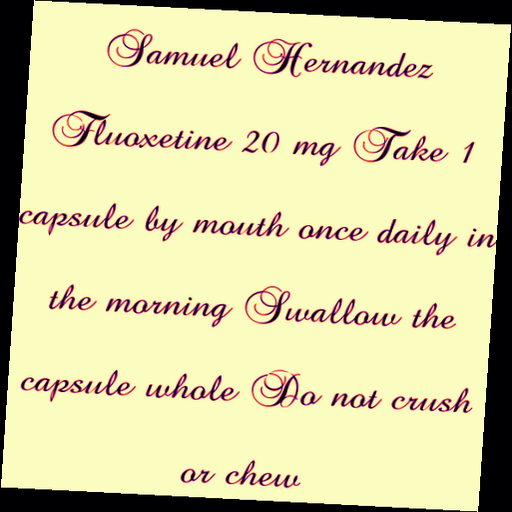 Samuel Hernandez
Fluoxetine 20 mg Take 1
capsule by mouth once daily in
the morning Swallow the
capsule whole Do not crush
or chew